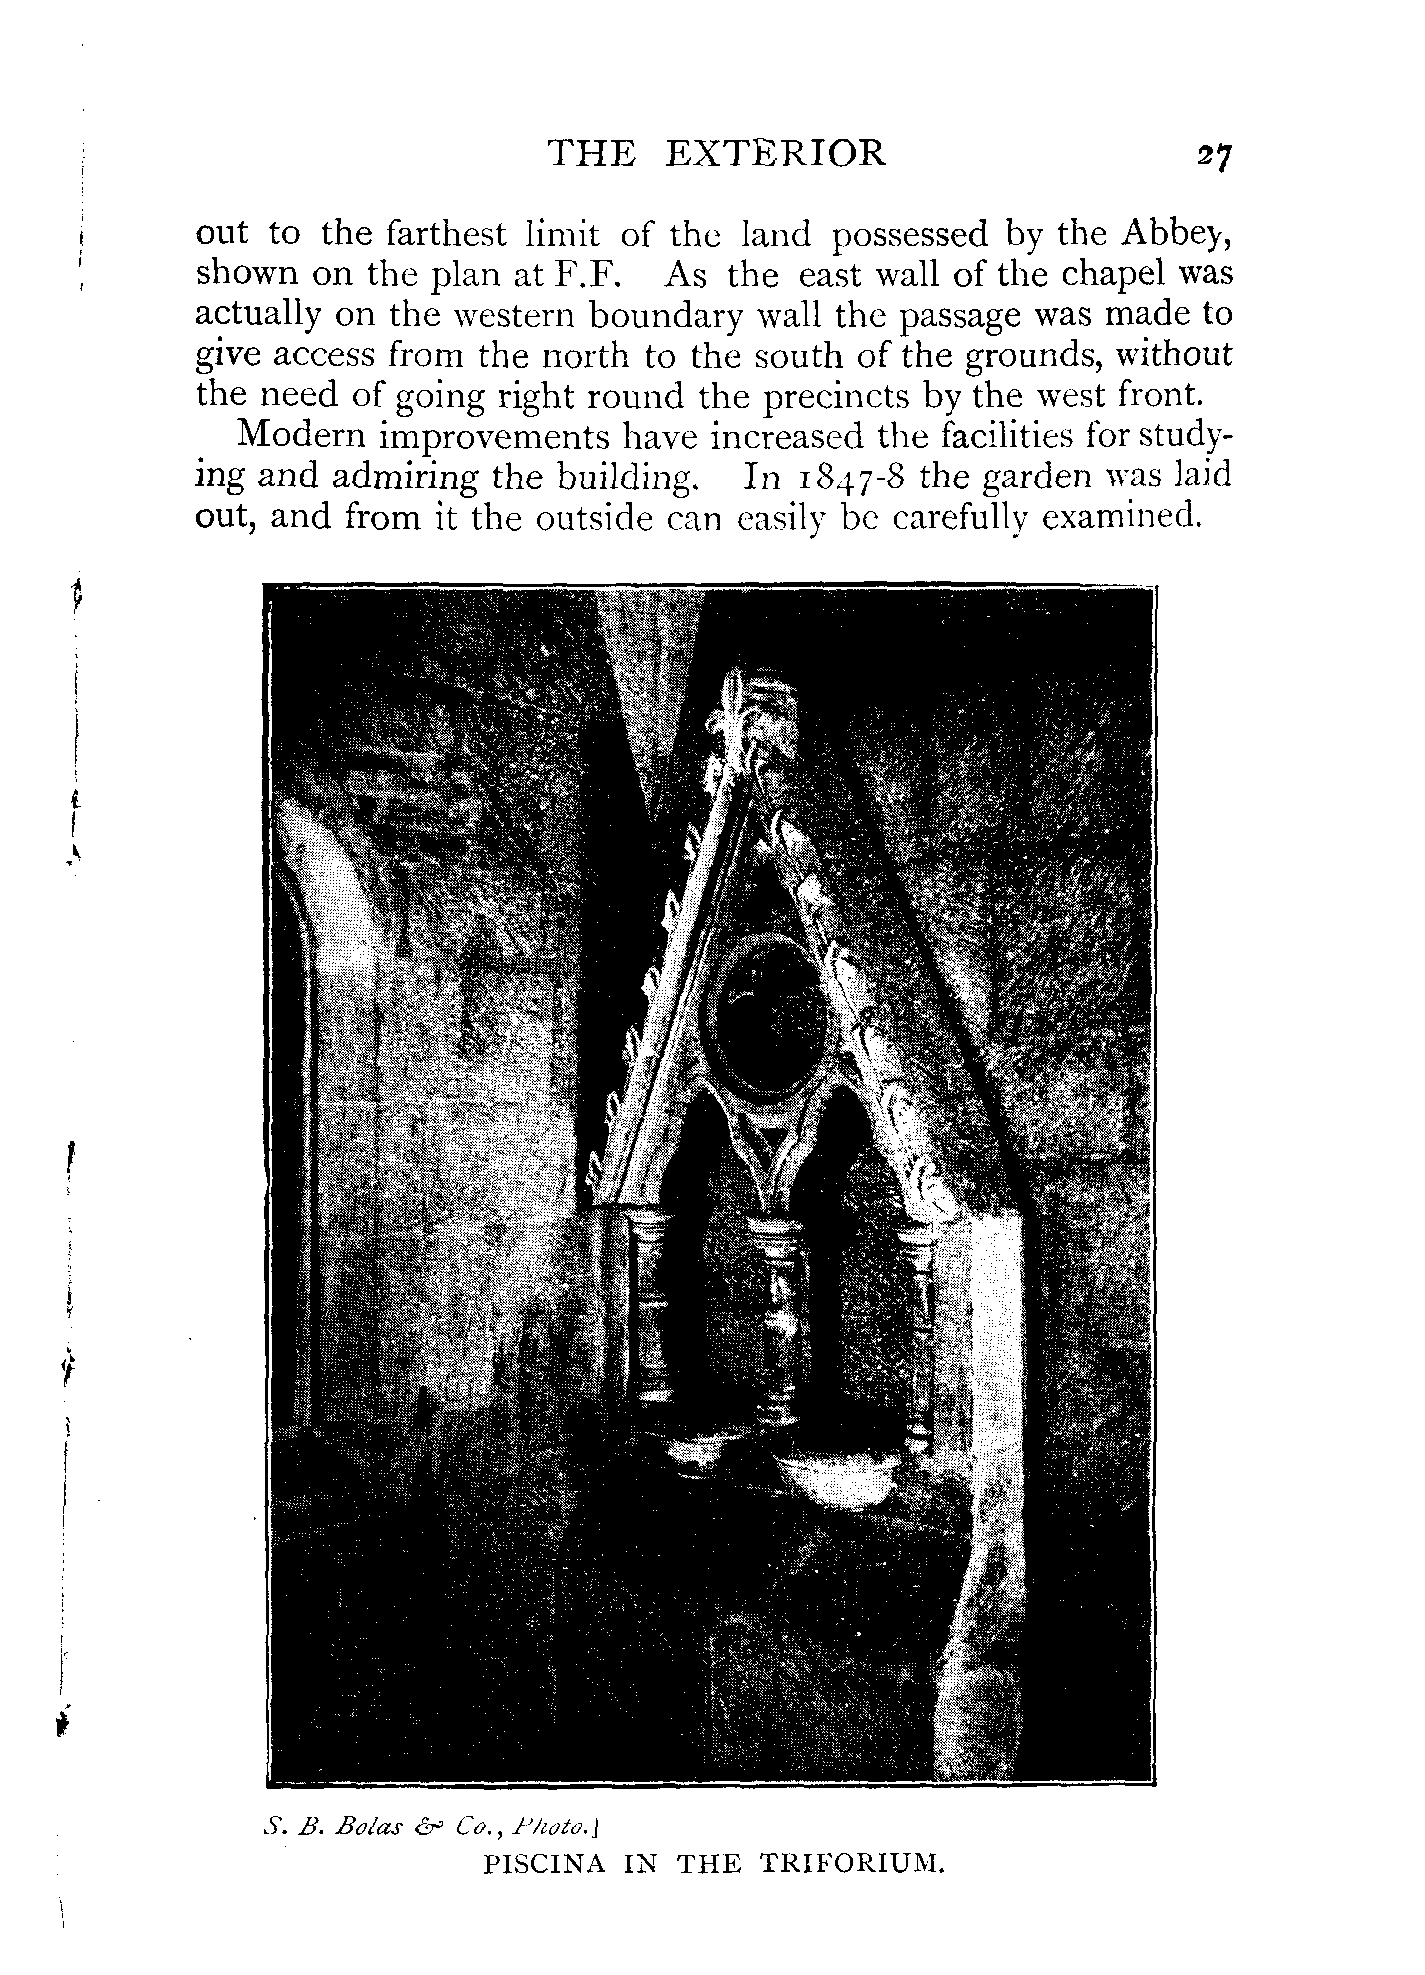 THE EXTERIOR 27
out to the farthest limit of the land possessed by the Abbey,
shown on the plan at F.F. As the east wall of the chapel was
actually on the western boundary wall the passage was made to
give access from the north to the south of the grounds, without
the need of going right round the precincts by the west front.
Modern improvements have increased the facilities for study-
ing and admiring the building. In 1847-8 the garden was laid
out, and from it the outside can easily be carefully examined.
S. B. Bolas & Co., Photo.]
PISCINA IN THE TRIFORIUM.